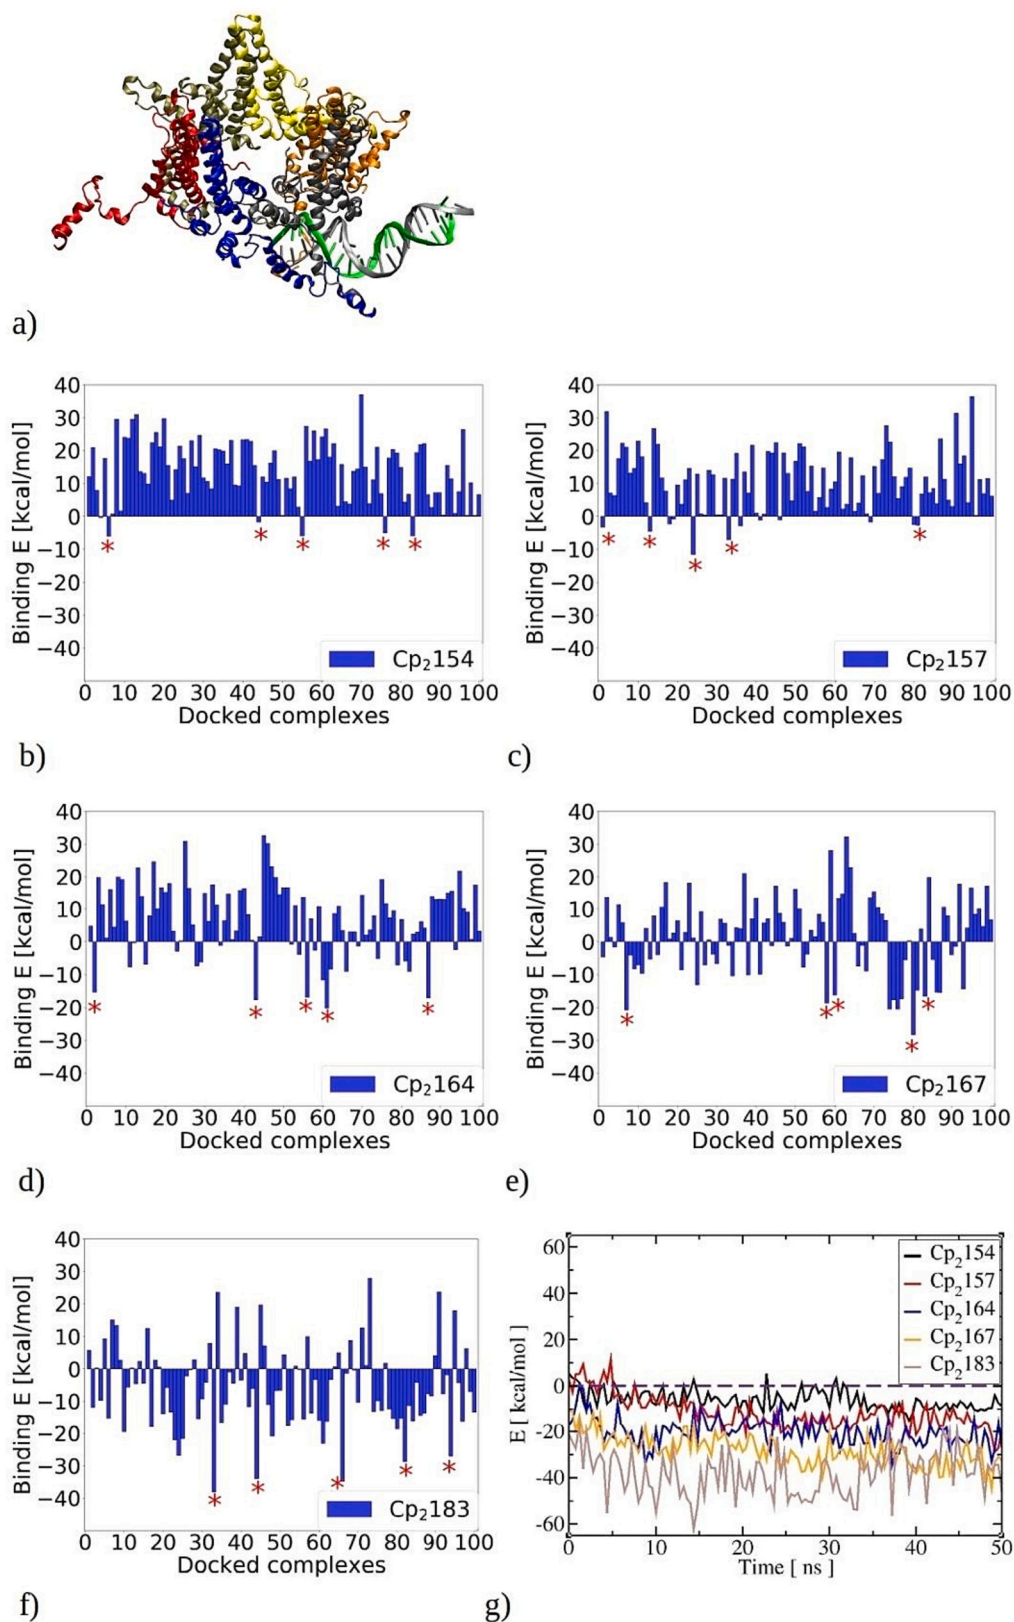 a)
40
30
20
10
0
−10
−20
−30
−40
Binding E [kcal/mol]
Cp₂154
0 10 20 30 40 50 60 70 80 90 100
Docked complexes
b)
40
30
20
10
0
−10
−20
−30
−40
Binding E [kcal/mol]
Cp₂157
0 10 20 30 40 50 60 70 80 90 100
Docked complexes
c)
40
30
20
10
0
−10
−20
−30
−40
Binding E [kcal/mol]
Cp₂164
0 10 20 30 40 50 60 70 80 90 100
Docked complexes
d)
40
30
20
10
0
−10
−20
−30
−40
Binding E [kcal/mol]
Cp₂167
0 10 20 30 40 50 60 70 80 90 100
Docked complexes
e)
40
30
20
10
0
−10
−20
−30
−40
Binding E [kcal/mol]
Cp₂183
0 10 20 30 40 50 60 70 80 90 100
Docked complexes
f)
60
40
20
0
-20
-40
-60
E [ kcal/mol ]
Cp₂154
Cp₂157
Cp₂164
Cp₂167
Cp₂183
0 10 20 30 40 50
Time [ ns ]
g)